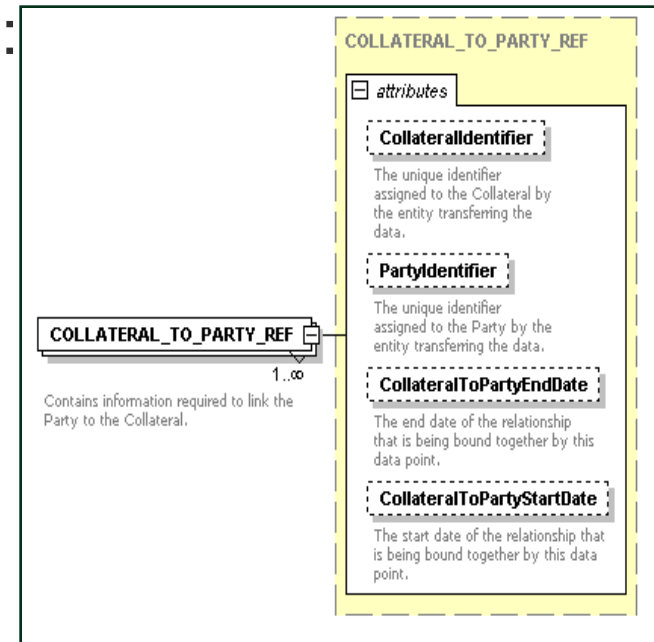 COLLATERAL_TO_PARTY_REF
attributes
CollateralIdentifier
The unique identifier
assigned to the Collateral by
the entity transferring the
data.
PartyIdentifier
The unique identifier
assigned to the Party by the
entity transferring the data.
COLLATERAL_TO_PARTY_REF
1..∞
Contains information required to link the
Party to the Collateral.
CollateralToPartyEndDate
The end date of the relationship
that is being bound together by this
data point.
CollateralToPartyStartDate
The start date of the relationship that
is being bound together by this data
point.